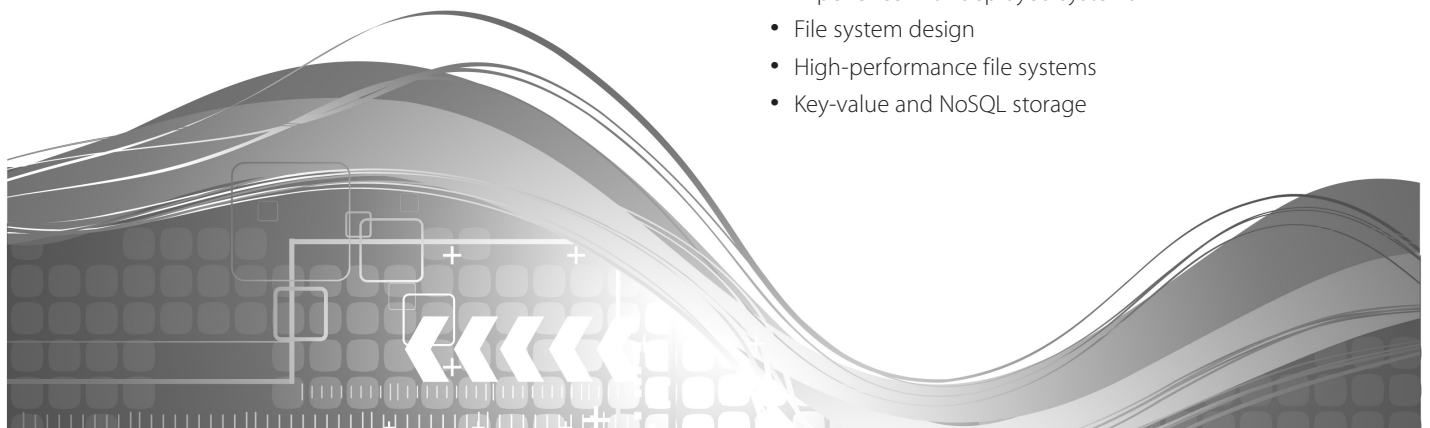 • File system design
• High-performance file systems
• Key-value and NoSQL storage